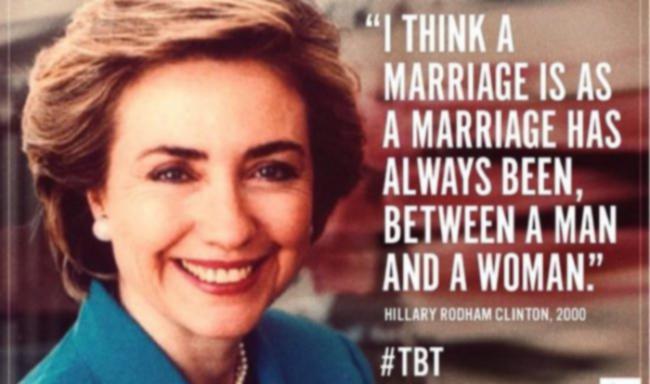 “I THINK A
MARRIAGE IS AS
A MARRIAGE HAS
ALWAYS BEEN,
BETWEEN A MAN
AND A WOMAN.”
HILLARY RODHAM CLINTON, 2000
#TBT